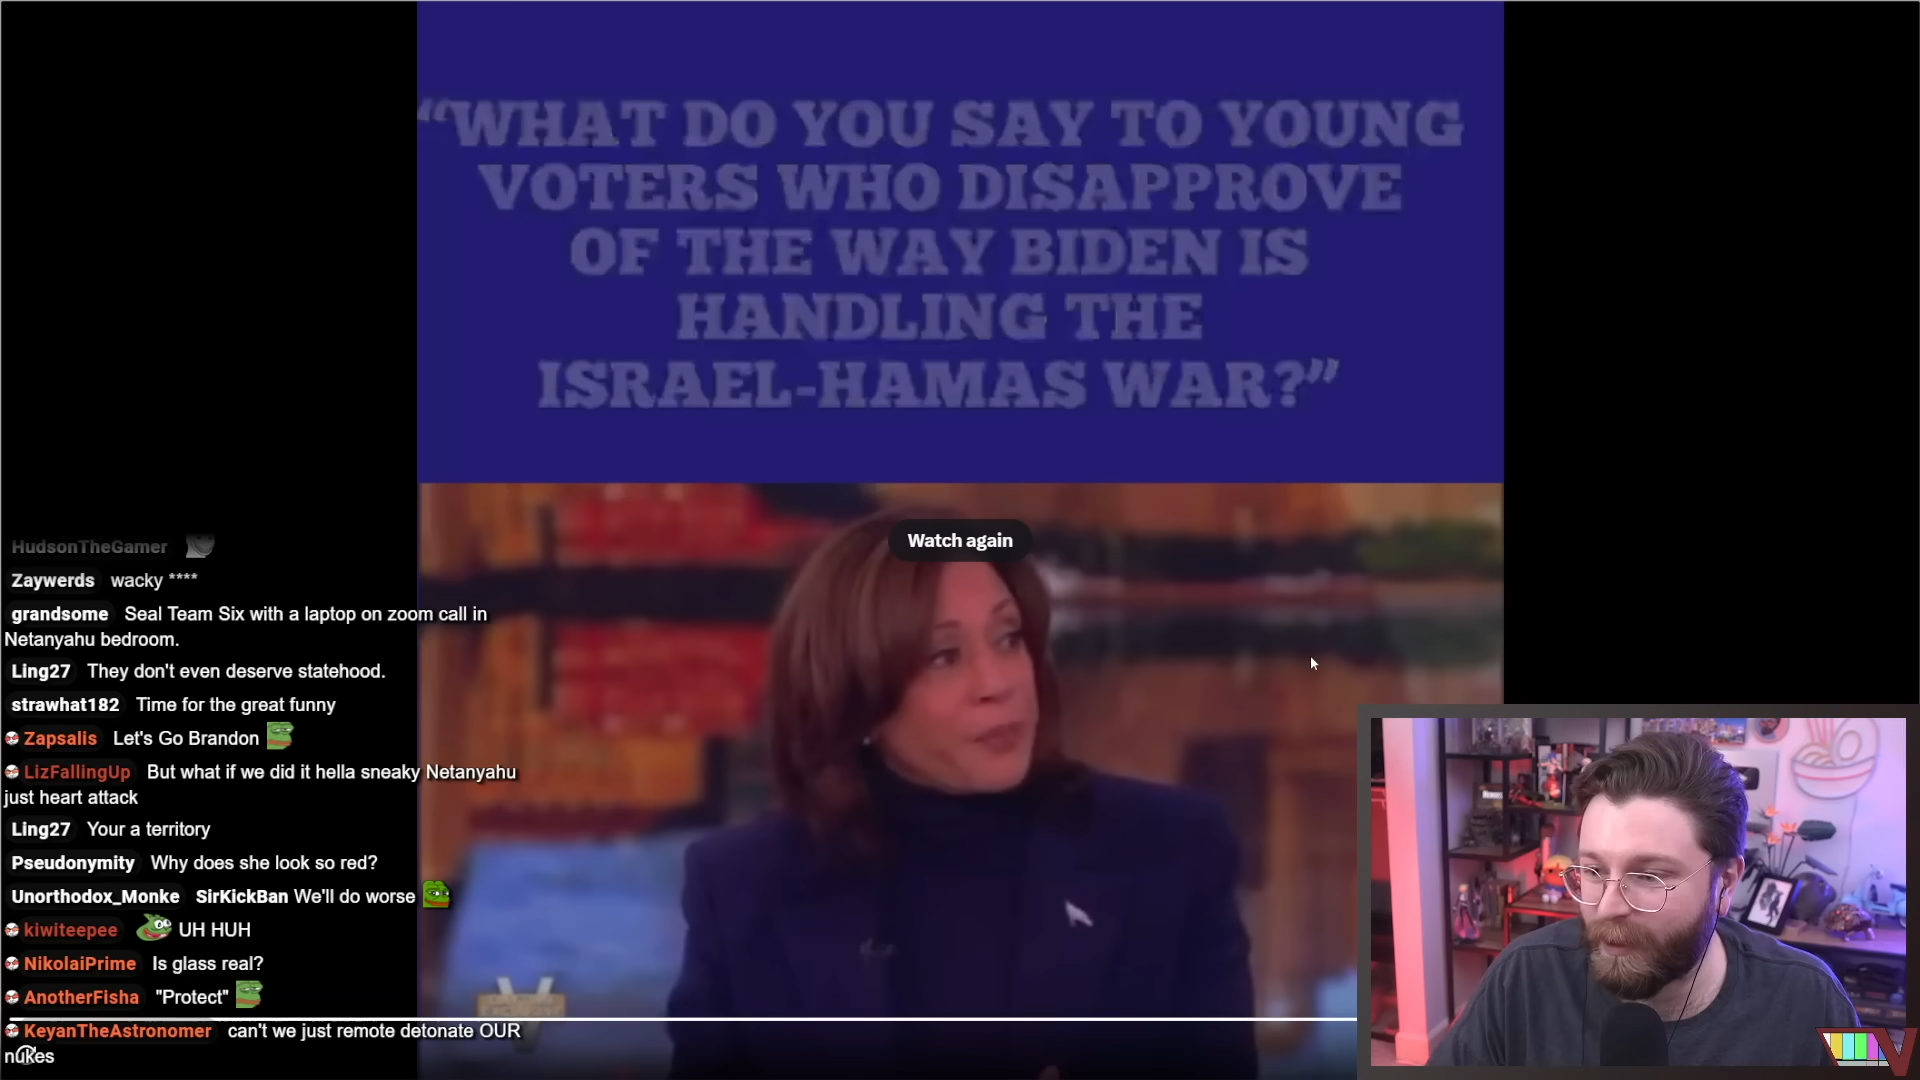 “WHAT DO YOU SAY TO YOUNG
VOTERS WHO DISAPPROVE
OF THE WAY BIDEN IS
HANDLING THE
ISRAEL-HAMAS WAR?”
Watch again
HudsonTheGamer
Zaywerds wacky ****
grandsome Seal Team Six with a laptop on zoom call in
Netanyahu bedroom.
Ling27 They don't even deserve statehood.
strawhat182 Time for the great funny
Zapsalis Let's Go Brandon
LizFallingUp But what if we did it hella sneaky Netanyahu
just heart attack
Ling27 Your a territory
Pseudonymity Why does she look so red?
Unorthodox_Monke SirKickBan We'll do worse
kiwiteepee UH HUH
NikolaiPrime Is glass real?
AnotherFisha "Protect"
KeyanTheAstronomer can't we just remote detonate OUR
nukes